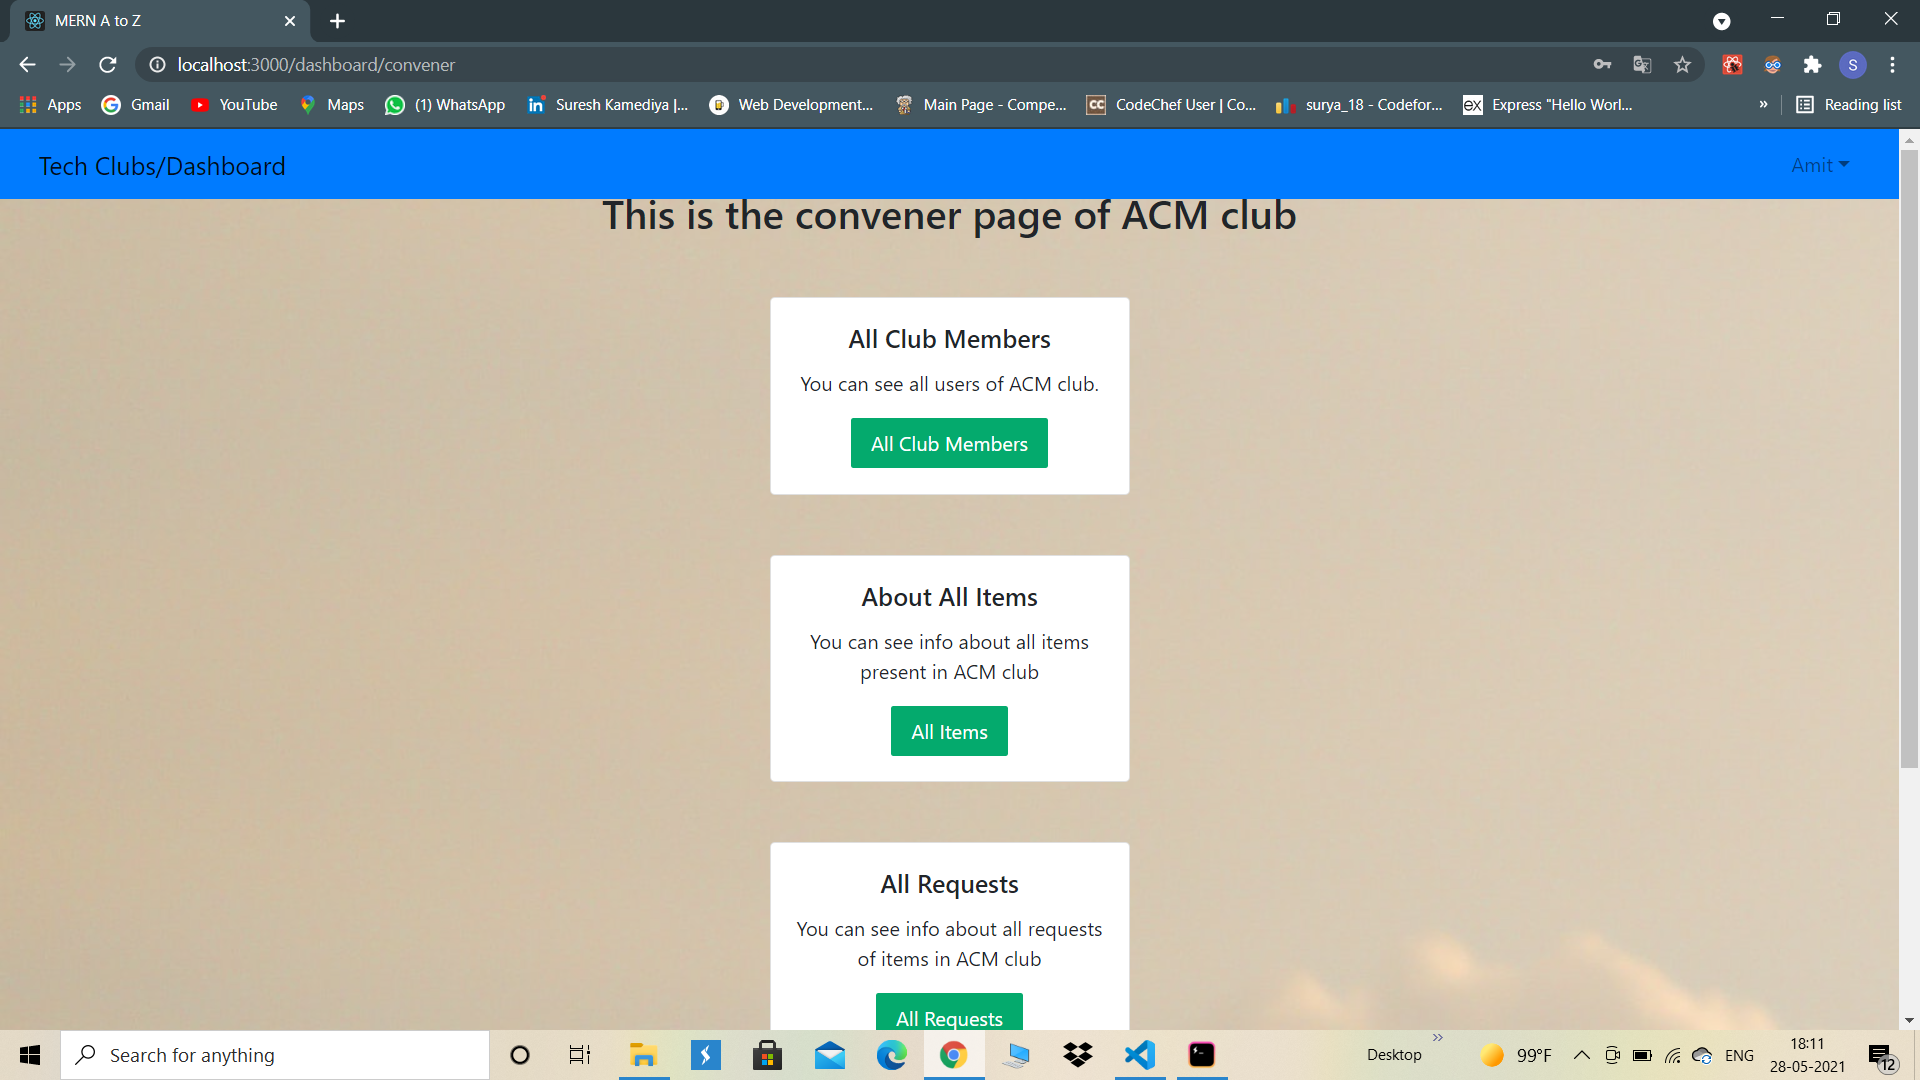 MERN A to Z
localhost:3000/dashboard/convener
S
Apps Gmail YouTube Maps (1) WhatsApp Suresh Kamediya |... Web Development... Main Page - Compe... CC CodeChef User | Co... surya_18 - Codefor... ex Express "Hello Worl... » Reading list
Tech Clubs/Dashboard Amit
This is the convener page of ACM club
All Club Members
You can see all users of ACM club.
All Club Members
About All Items
You can see info about all items
present in ACM club
All Items
All Requests
You can see info about all requests
of items in ACM club
All Requests
Search for anything Desktop » 99°F ENG 18:11
28-05-2021 12